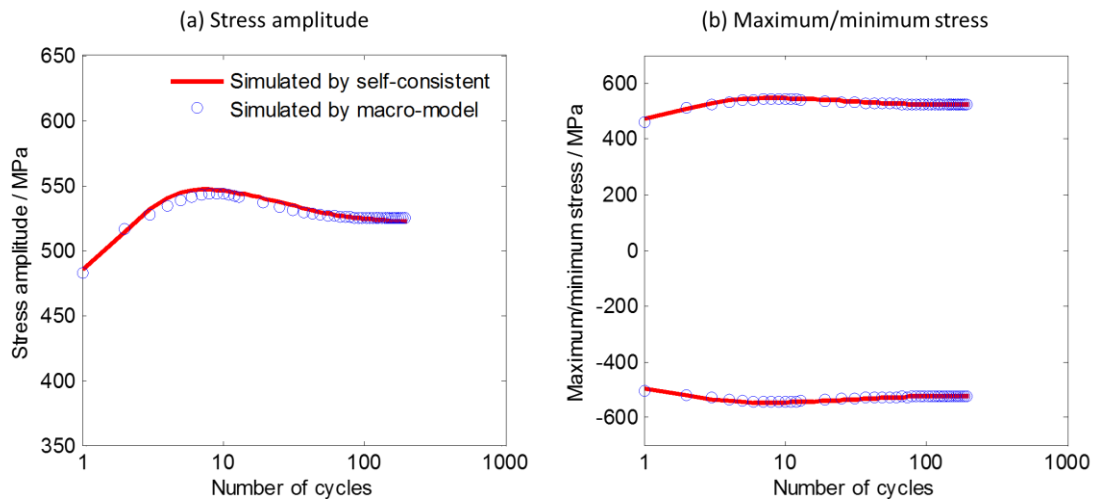 (a) Stress amplitude
650
600
550
500
450
400
350
1
10
100
1000
Stress amplitude / MPa
Number of cycles
Simulated by self-consistent
Simulated by macro-model
(b) Maximum/minimum stress
600
400
200
0
-200
-400
-600
1
10
100
1000
Maximum/minimum stress / MPa
Number of cycles